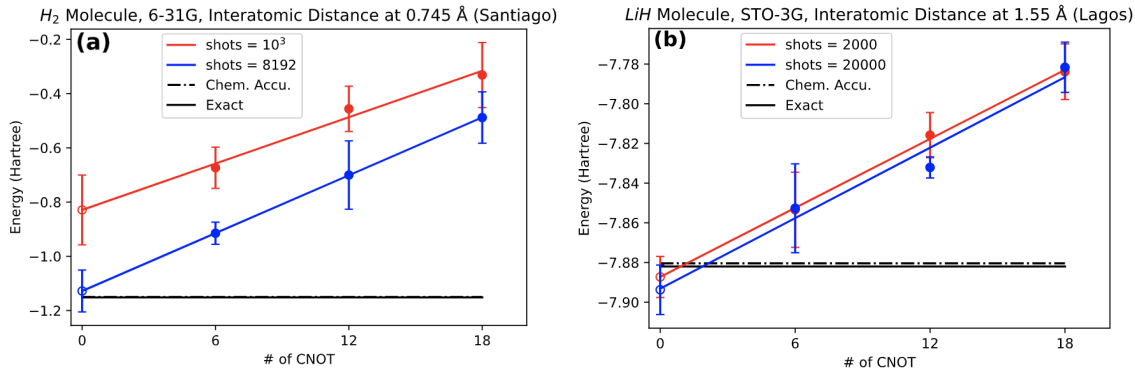 H₂ Molecule, 6-31G, Interatomic Distance at 0.745 Å (Santiago)
(a)
shots = 10³
shots = 8192
Chem. Accu.
Exact
Energy (Hartree)
−0.2
−0.4
−0.6
−0.8
−1.0
−1.2
0 6 12 18
# of CNOT
LiH Molecule, STO-3G, Interatomic Distance at 1.55 Å (Lagos)
(b)
shots = 2000
shots = 20000
Chem. Accu.
Exact
Energy (Hartree)
−7.78
−7.80
−7.82
−7.84
−7.86
−7.88
−7.90
0 6 12 18
# of CNOT